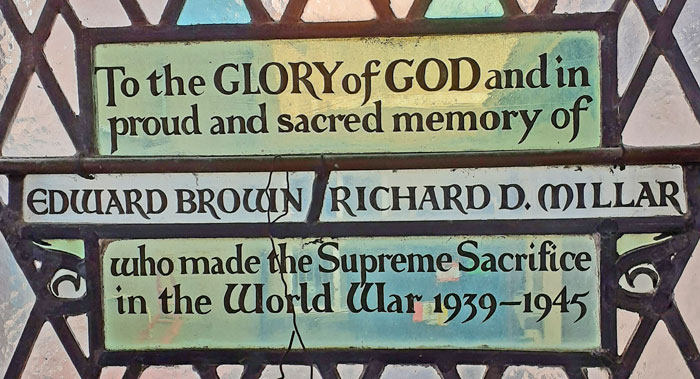 To the GLORY of GOD and in
proud and sacred memory of
EDWARD BROWN RICHARD D. MILLAR
who made the Supreme Sacrifice
in the World War 1939–1945